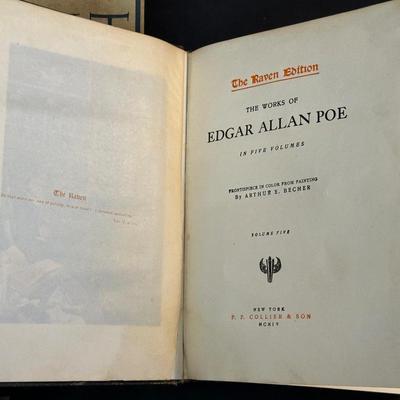 The Raven
The Raven Edition
THE WORKS OF
EDGAR ALLAN POE
IN FIVE VOLUMES
FRONTISPIECE IN COLOR FROM PAINTING
By ARTHUR E. BECHER
VOLUME FIVE
NEW YORK
P. F. COLLIER & SON
MCMIV